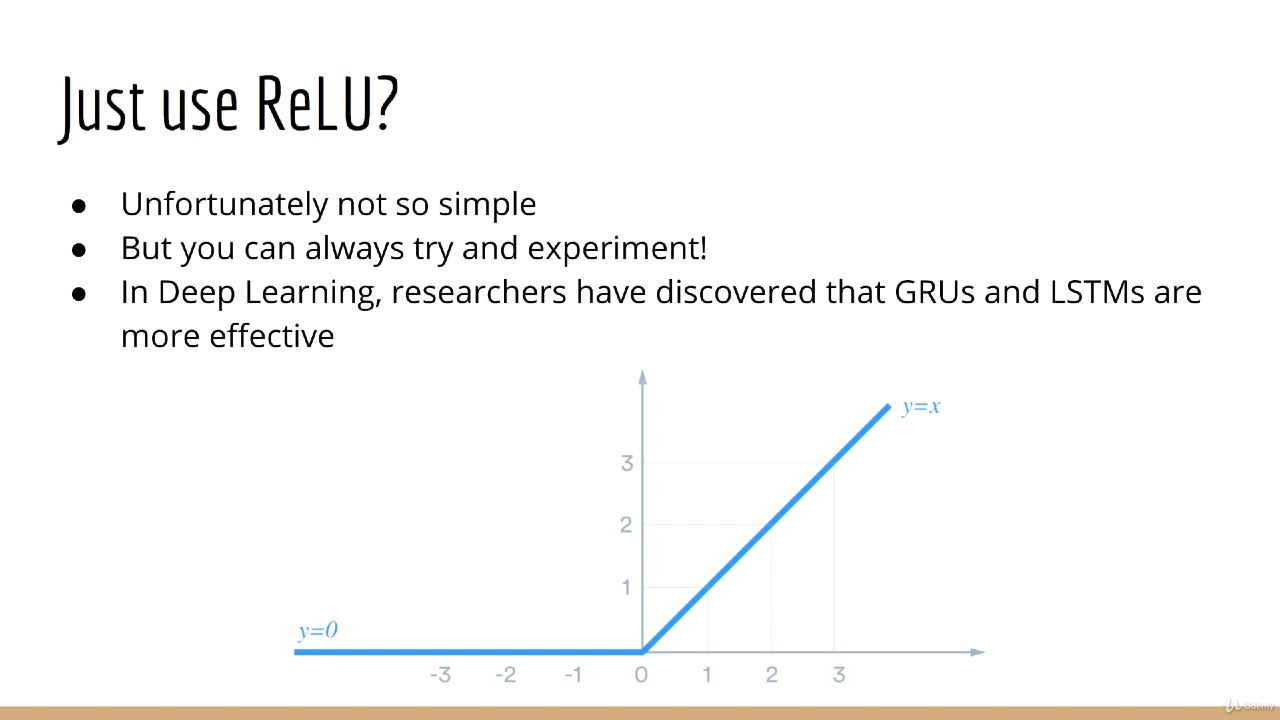 Just use ReLU?
● Unfortunately not so simple
● But you can always try and experiment!
● In Deep Learning, researchers have discovered that GRUs and LSTMs are
more effective
y=x
3
2
1
y=0
-3 -2 -1 0 1 2 3
Udemy